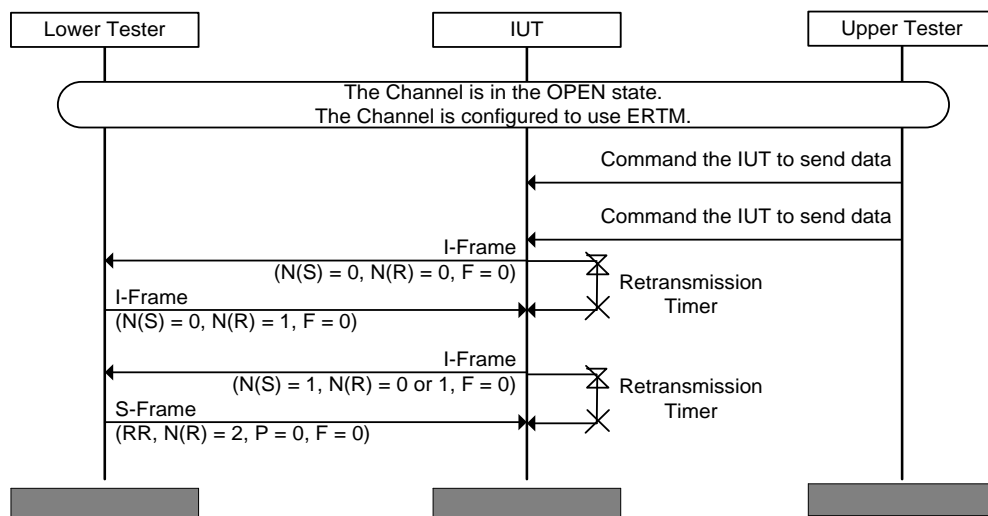 Lower Tester
IUT
Upper Tester
The Channel is in the OPEN state.
The Channel is configured to use ERTM.
Command the IUT to send data
Command the IUT to send data
I-Frame
(N(S) = 0, N(R) = 0, F = 0)
Retransmission
Timer
I-Frame
(N(S) = 0, N(R) = 1, F = 0)
I-Frame
(N(S) = 1, N(R) = 0 or 1, F = 0)
Retransmission
Timer
S-Frame
(RR, N(R) = 2, P = 0, F = 0)